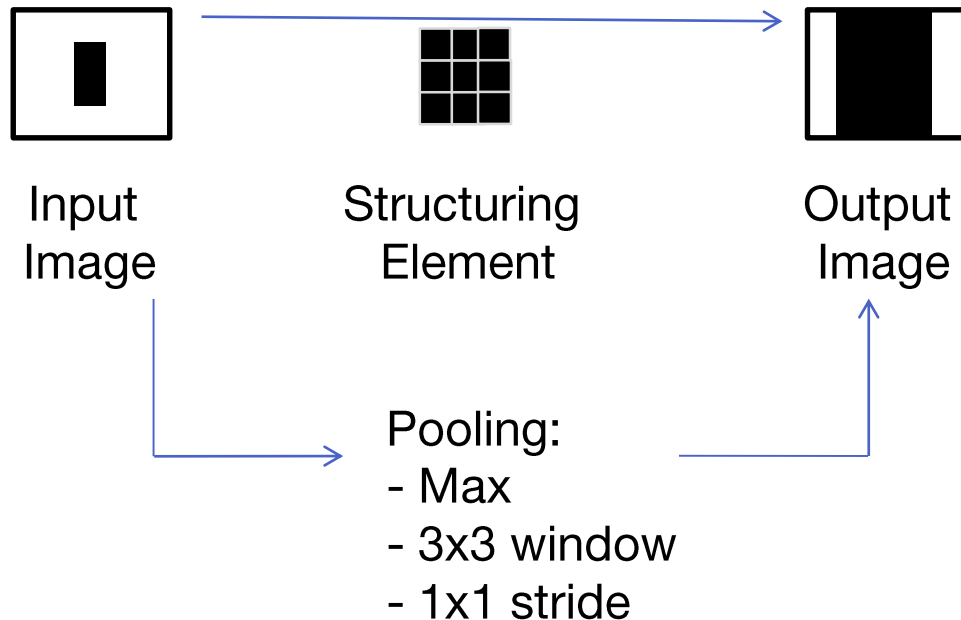 Input
Image
Structuring
Element
Output
Image
Pooling:
- Max
- 3x3 window
- 1x1 stride